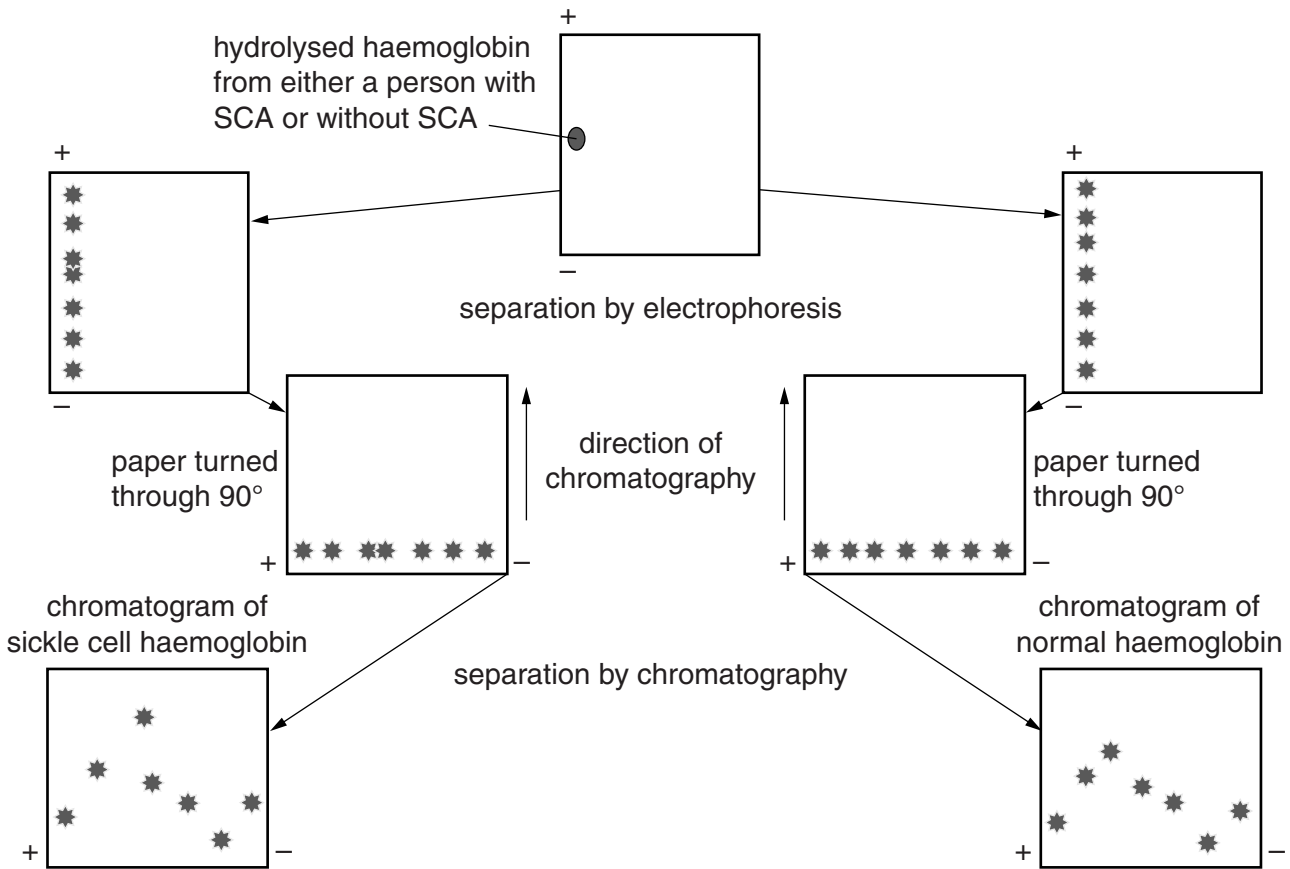 +
hydrolysed haemoglobin
from either a person with
SCA or without SCA
+
+
–
separation by electrophoresis
–
–
paper turned
through 90°
direction of
chromatography
paper turned
through 90°
+
–
+
–
chromatogram of
sickle cell haemoglobin
chromatogram of
normal haemoglobin
separation by chromatography
+
–
+
–